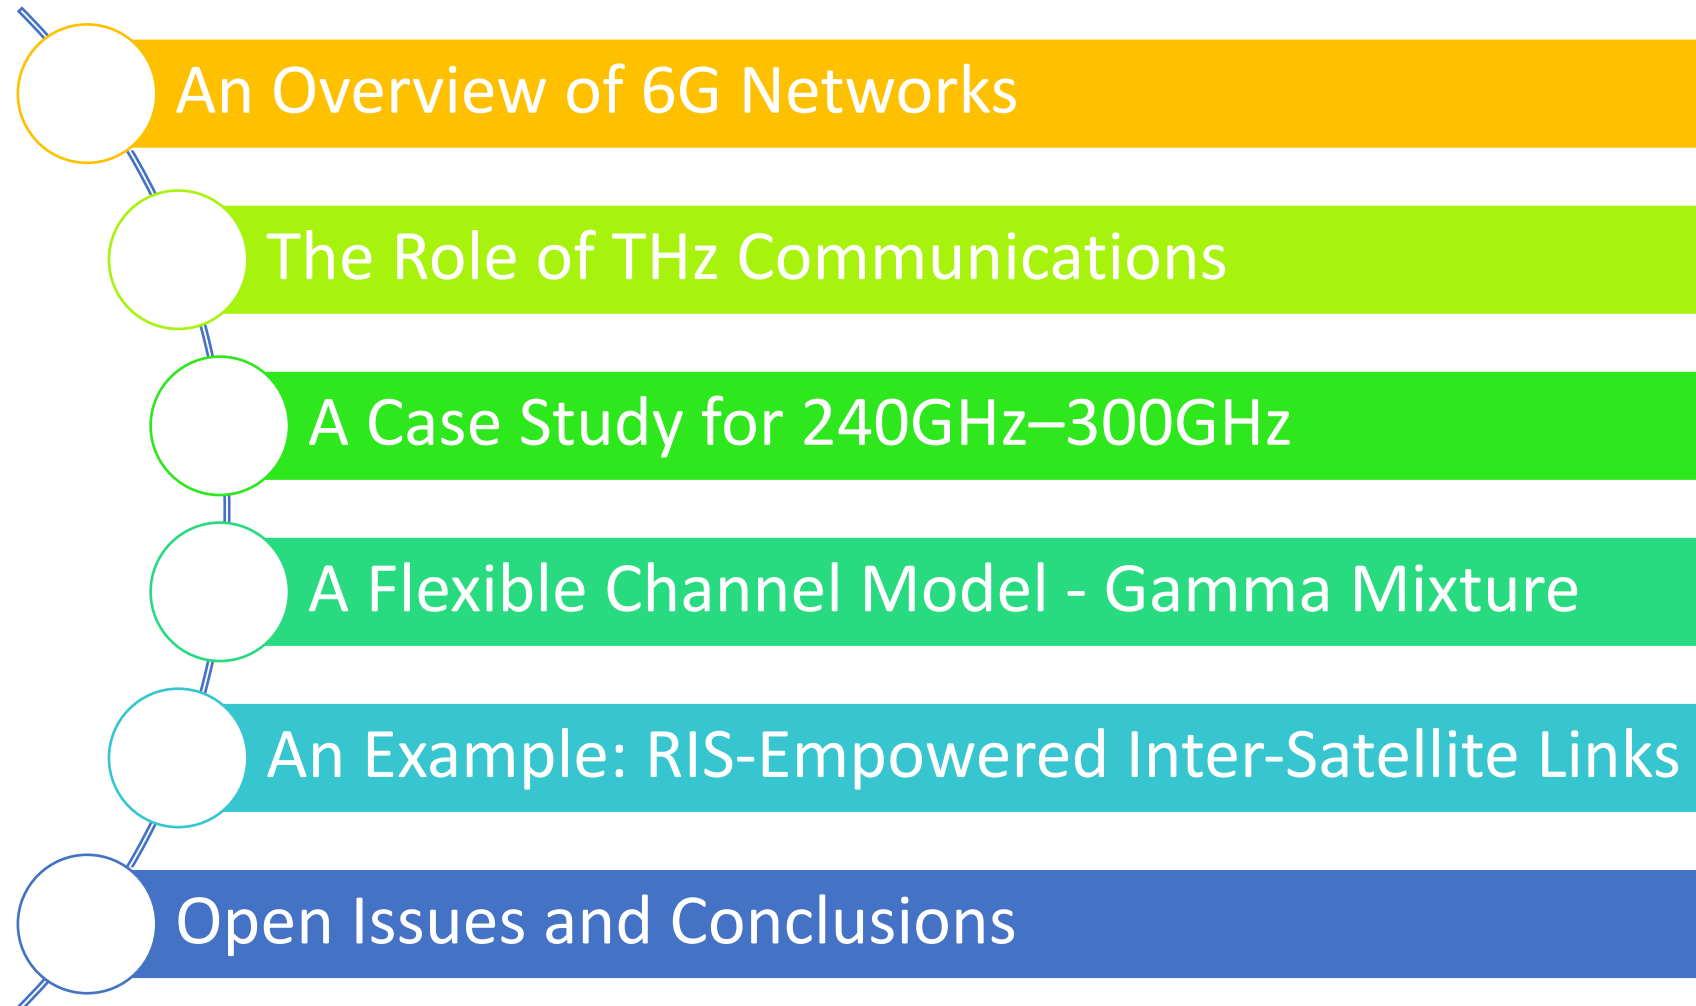 An Overview of 6G Networks
The Role of THz Communications
A Case Study for 240GHz–300GHz
A Flexible Channel Model - Gamma Mixture
An Example: RIS-Empowered Inter-Satellite Links
Open Issues and Conclusions